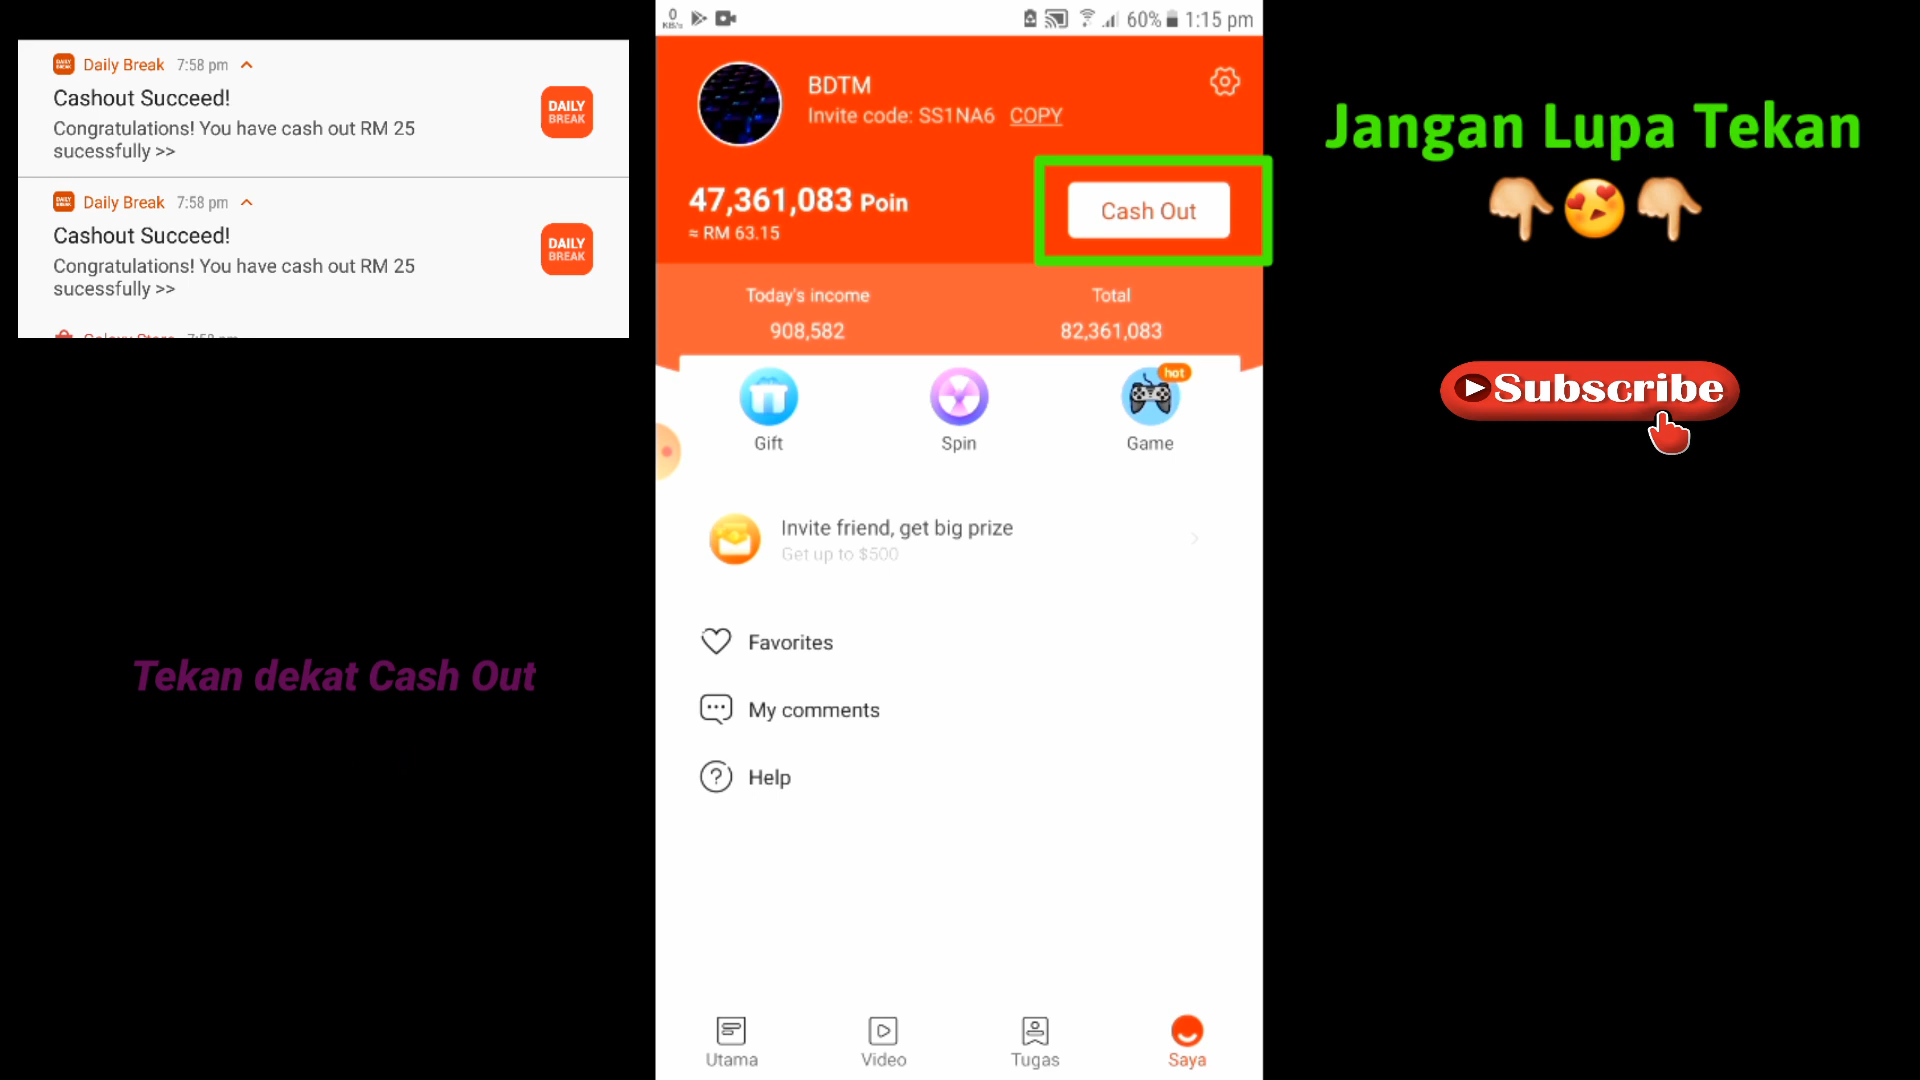 Daily Break 7:58 pm
Cashout Succeed!
Congratulations! You have cash out RM 25
sucessfully >>
DAILY
BREAK
Daily Break 7:58 pm
Cashout Succeed!
Congratulations! You have cash out RM 25
sucessfully >>
DAILY
BREAK
Tekan dekat Cash Out
0
KB/s
60% 1:15 pm
BDTM
Invite code: SS1NA6 COPY
47,361,083 Poin
≈ RM 63.15
Cash Out
Today's income
908,582
Total
82,361,083
Gift
Spin
hot
Game
Invite friend, get big prize
Get up to $500
Favorites
My comments
Help
Utama
Video
Tugas
Saya
Jangan Lupa Tekan
Subscribe